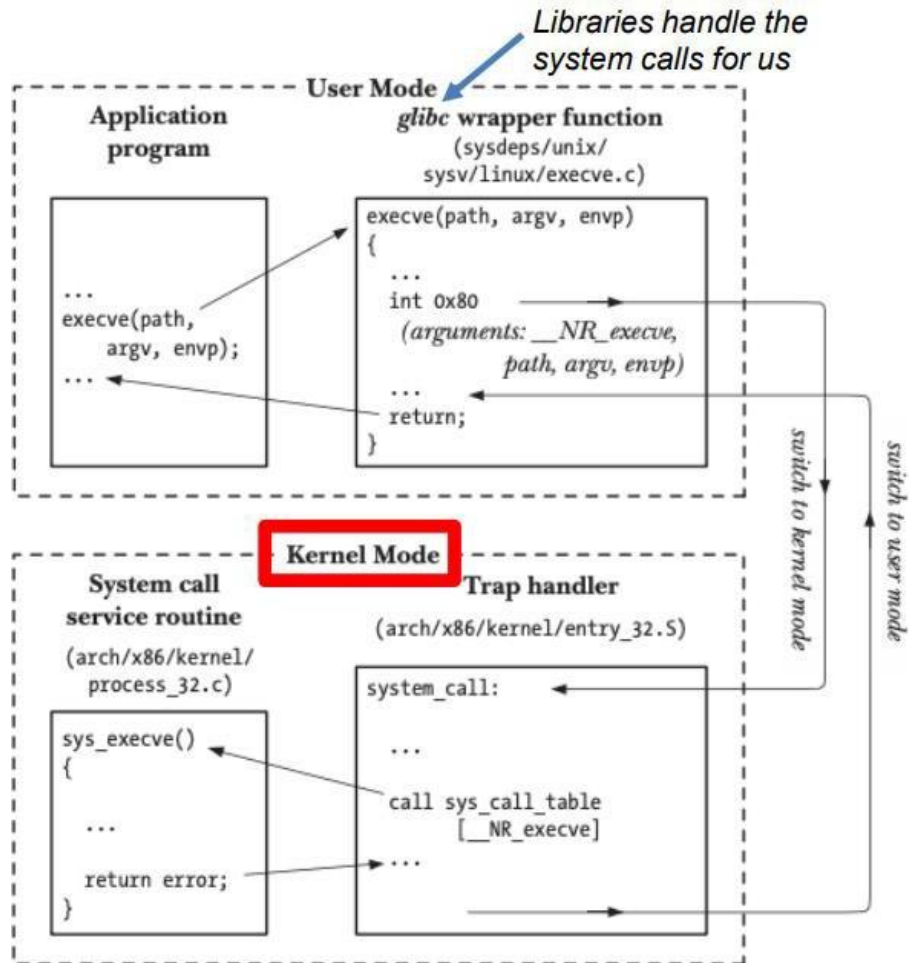 Libraries handle the
system calls for us
User Mode
Application
program
glibc wrapper function
(sysdeps/unix/
sysv/linux/execve.c)
...
execve(path,
argv, envp);
...
execve(path, argv, envp)
{
...
int 0x80
(arguments: __NR_execve,
path, argv, envp)
...
return;
}
switch to kernel mode
switch to user mode
Kernel Mode
System call
service routine
(arch/x86/kernel/
process_32.c)
sys_execve()
{
...
return error;
}
Trap handler
(arch/x86/kernel/entry_32.S)
system_call:
...
call sys_call_table
[__NR_execve]
...